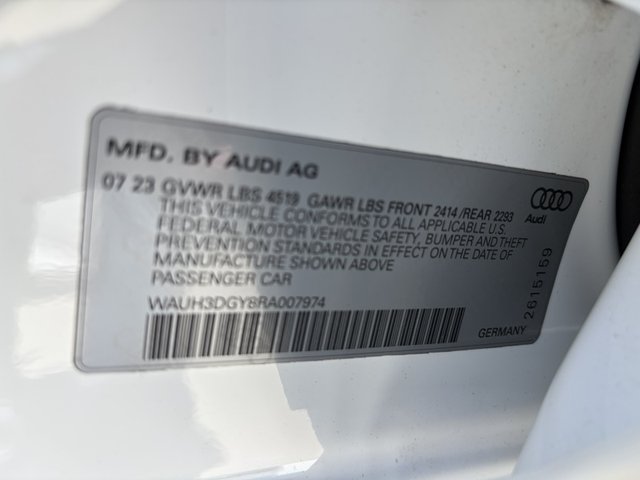 MFD. BY AUDI AG
07 23 GVWR LBS 4519 GAWR LBS FRONT 2414 /REAR 2293
THIS VEHICLE CONFORMS TO ALL APPLICABLE U.S.
FEDERAL MOTOR VEHICLE SAFETY, BUMPER AND THEFT
PREVENTION STANDARDS IN EFFECT ON THE DATE OF
MANUFACTURE SHOWN ABOVE
PASSENGER CAR
WAUH3DGY8RA007974
GERMANY
Audi
2615159